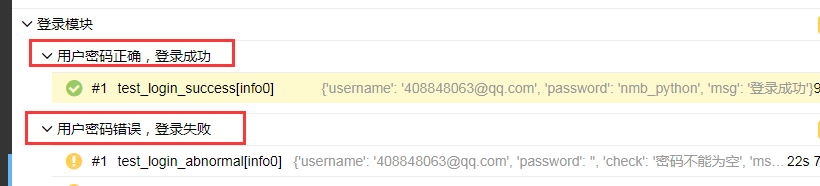 登录模块
用户密码正确，登录成功
#1 test_login_success[info0] {'username': '408848063@qq.com', 'password': 'nmb_python', 'msg': '登录成功'}9
用户密码错误，登录失败
#1 test_login_abnormal[info0] {'username': '408848063@qq.com', 'password': '', 'check': '密码不能为空', 'ms... 22s 7